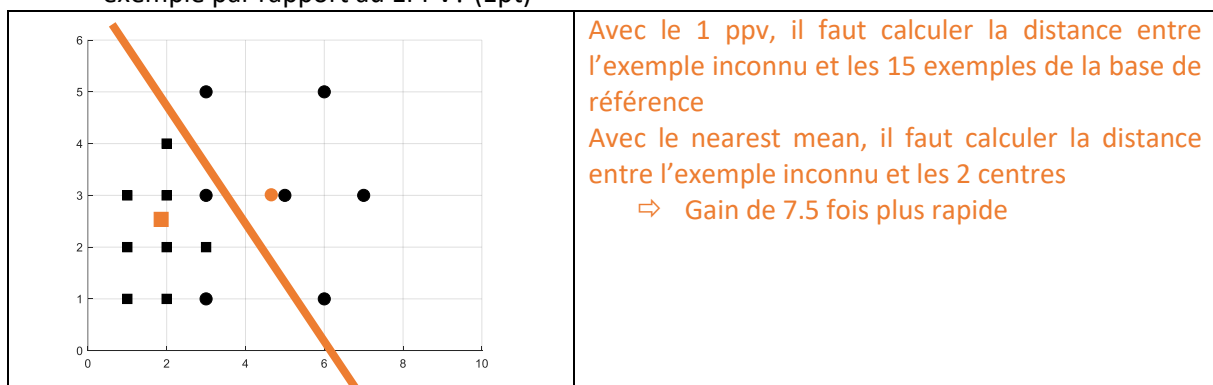 exemple par rapport au 1PPV? (1pt)
6
5
4
3
2
1
0
0 2 4 6 8 10
Avec le 1 ppv, il faut calculer la distance entre
l’exemple inconnu et les 15 exemples de la base de
référence
Avec le nearest mean, il faut calculer la distance
entre l’exemple inconnu et les 2 centres
⇨ Gain de 7.5 fois plus rapide